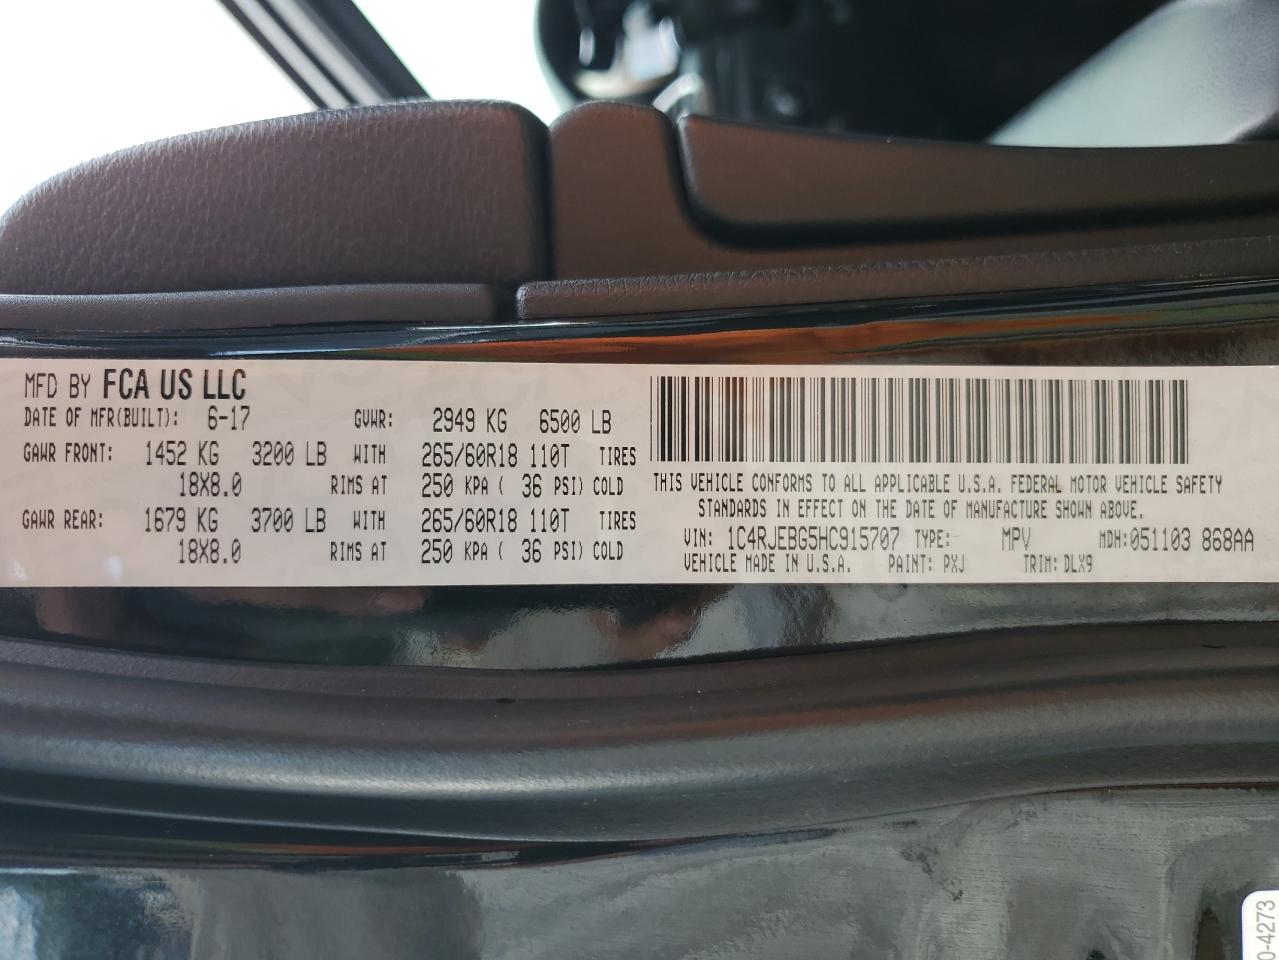 MFD BY FCA US LLC
DATE OF MFR(BUILT): 6-17 GVWR: 2949 KG 6500 LB
GAWR FRONT: 1452 KG 3200 LB WITH 265/60R18 110T TIRES
18X8.0 RIMS AT 250 KPA ( 36 PSI) COLD
GAWR REAR: 1679 KG 3700 LB WITH 265/60R18 110T TIRES
18X8.0 RIMS AT 250 KPA ( 36 PSI) COLD
THIS VEHICLE CONFORMS TO ALL APPLICABLE U.S.A. FEDERAL MOTOR VEHICLE SAFETY
STANDARDS IN EFFECT ON THE DATE OF MANUFACTURE SHOWN ABOVE.
VIN: 1C4RJEBG5HC915707 TYPE: MPV MDH:051103 868AA
VEHICLE MADE IN U.S.A. PAINT: PXJ TRIM: DLX9
0-4273